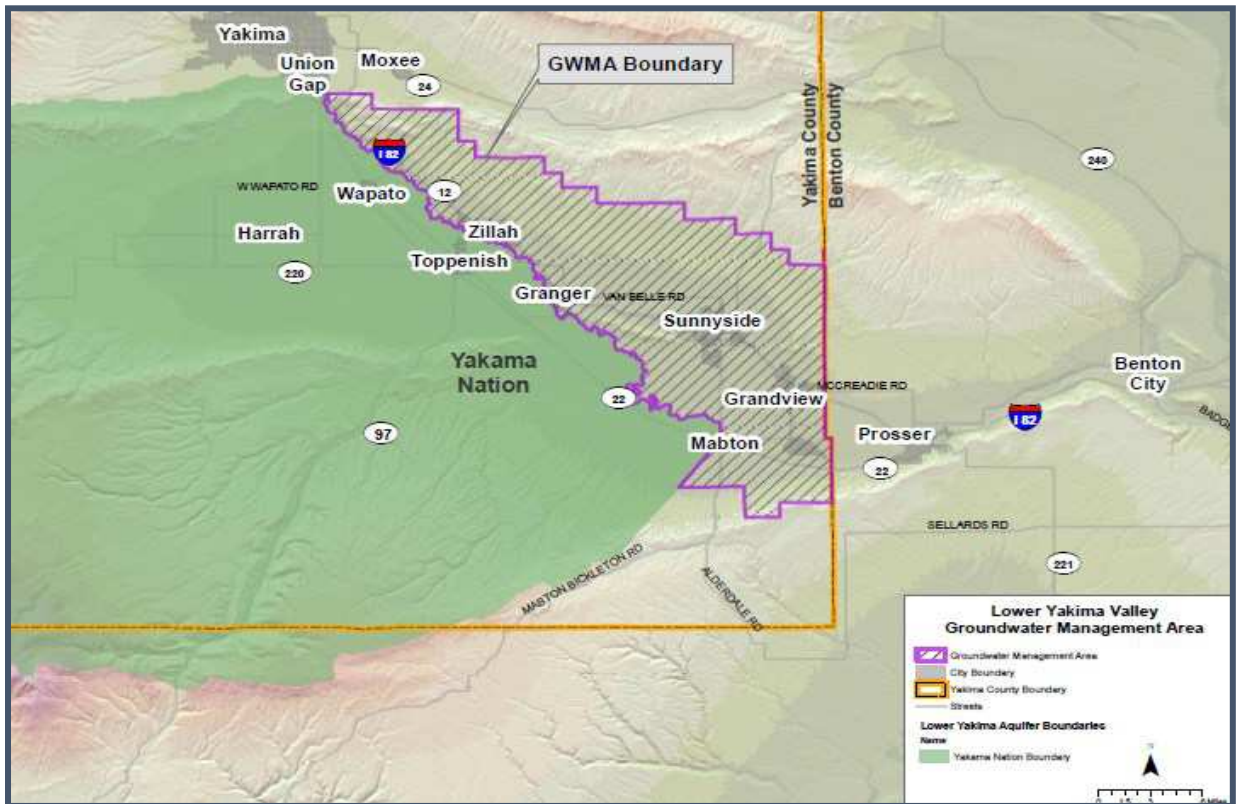 Yakima
Union
Gap
Moxee
24
GWMA Boundary
Yakima County
Benton County
240
I 82
W WAPATO RD
Wapato
12
Harrah
Zillah
220
Toppenish
Granger
VAN BELLE RD
Sunnyside
Yakama
Nation
Benton
City
22
Grandview
MCCREADIE RD
I 82
BADG
97
Mabton
Prosser
22
SELLARDS RD
MABTON BICKLETON RD
221
ALDERDALE RD
Lower Yakima Valley
Groundwater Management Area
Groundwater Management Area
City Boundary
Yakima County Boundary
Streets
Lower Yakima Aquifer Boundaries
Name
Yakama Nation Boundary
N